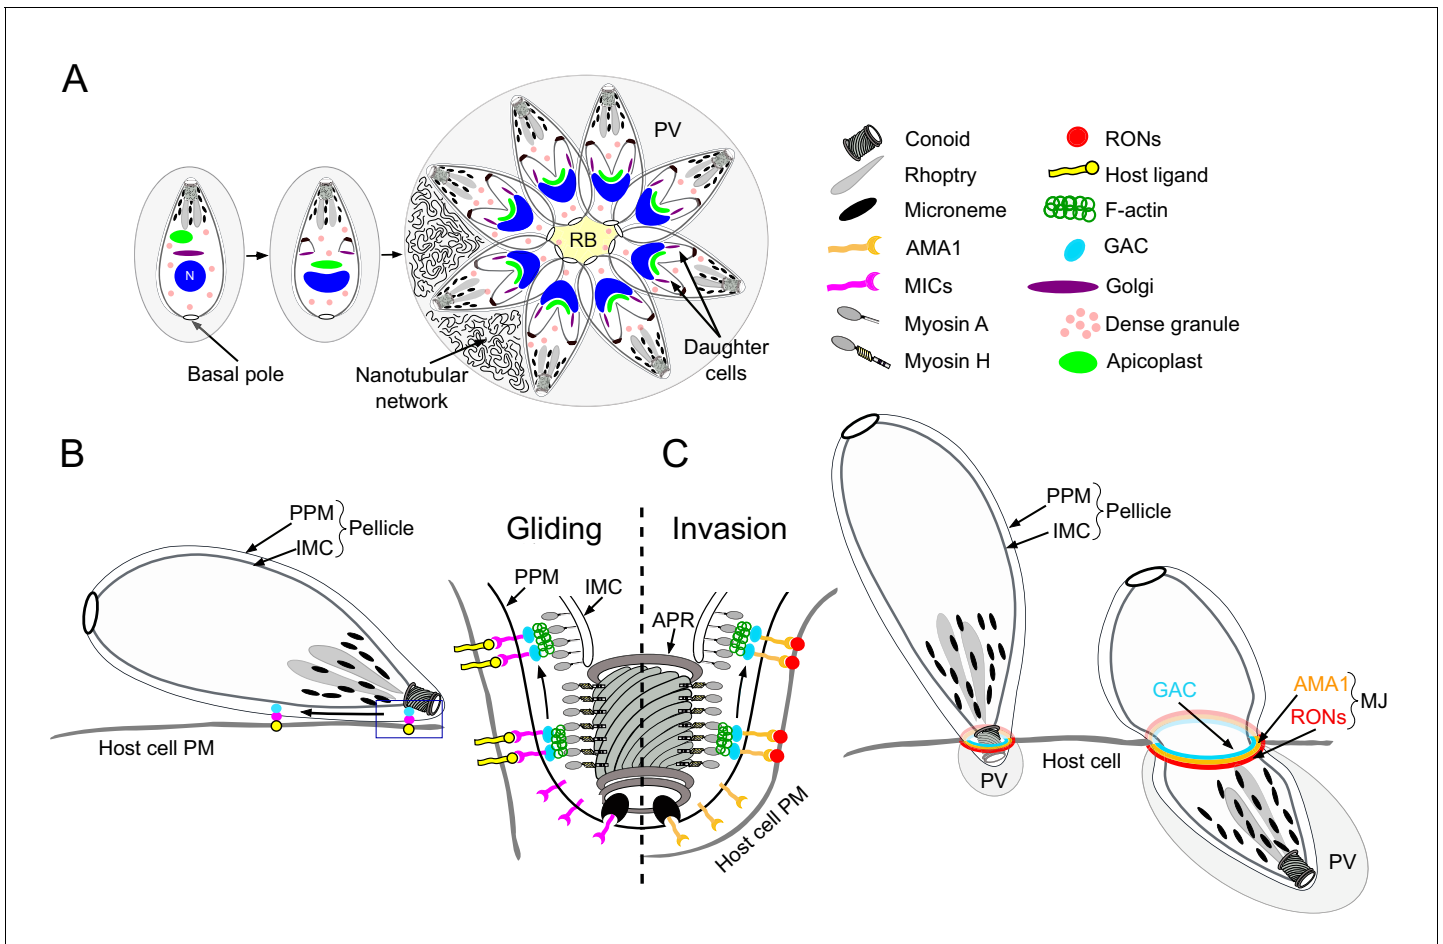 A
PV
RB
N
Basal pole
Nanotubular
network
Daughter
cells
Conoid
Rhoptry
Microneme
AMA1
MICs
Myosin A
Myosin H
RONs
Host ligand
F-actin
GAC
Golgi
Dense granule
Apicoplast
B
PPM
IMC
Pellicle
Host cell PM
Gliding
Invasion
PPM
IMC
APR
Host cell PM
C
PPM
IMC
Pellicle
PV
Host cell
GAC
AMA1
RONs
MJ
PV